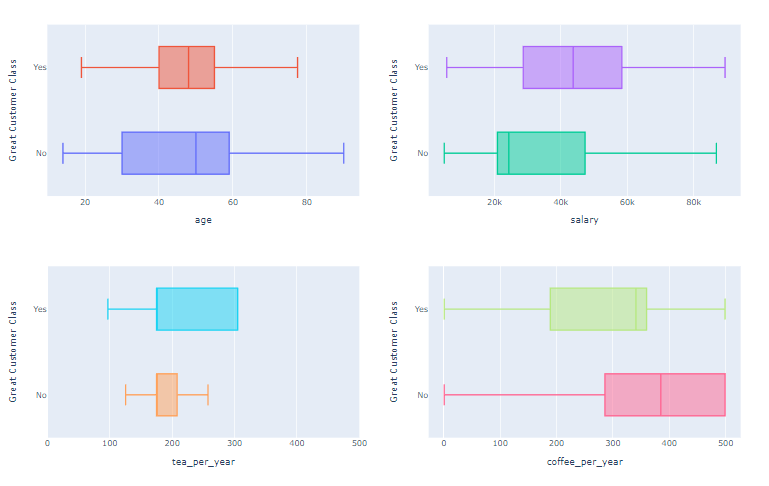 Great Customer Class
Yes
No
20
40
60
80
age
Great Customer Class
Yes
No
20k
40k
60k
80k
salary
Great Customer Class
Yes
No
0
100
200
300
400
500
tea_per_year
Great Customer Class
Yes
No
0
100
200
300
400
500
coffee_per_year